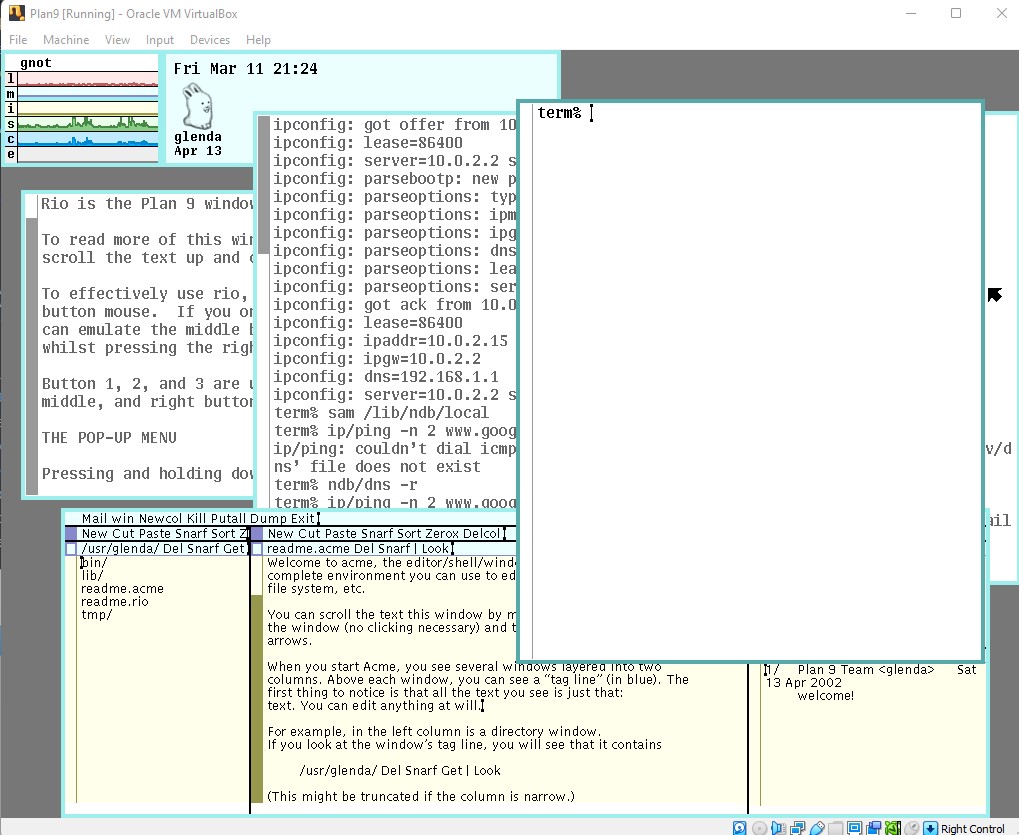 Plan9 [Running] - Oracle VM VirtualBox
File Machine View Input Devices Help
gnot
l
m
i
s
c
e
Fri Mar 11 21:24
glenda
Apr 13
Rio is the Plan 9
To read more of this
scroll the text up and
To effectively use rio,
button mouse. If you
can emulate the middle
whilst pressing the
Button 1, 2, and 3 are
middle, and right
THE POP-UP MENU
Pressing and holding
ipconfig: got offer from 10
ipconfig: lease=86400
ipconfig: server=10.0.2.2 s
ipconfig: parsebootp: new p
ipconfig: parseoptions: typ
ipconfig: parseoptions: ipm
ipconfig: parseoptions: ipg
ipconfig: parseoptions: dns
ipconfig: parseoptions: lea
ipconfig: parseoptions: ser
ipconfig: got ack from 10.0
ipconfig: lease=86400
ipconfig: ipaddr=10.0.2.15
ipconfig: ipgw=10.0.2.2
ipconfig: dns=192.168.1.1
ipconfig: server=10.0.2.2 s
term% sam /lib/ndb/local
term% ip/ping -n 2 www.goog
ip/ping: couldn't dial icmp
ns' file does not exist
term% ndb/dns -r
term% ip/ping -n 2 www.goog
term%
v/d
ail
Mail win Newcol Kill Putall Dump Exit
New Cut Paste Snarf Sort Z
/usr/glenda/ Del Snarf Get
bin/
lib/
readme.acme
readme.rio
tmp/
New Cut Paste Snarf Sort Zerox Delcol
readme.acme Del Snarf | Look
Welcome to acme, the editor/shell/windo
complete environment you can use to ed
file system, etc.
You can scroll the text this window by m
the window (no clicking necessary) and t
arrows.
When you start Acme, you see several windows layered into two
columns. Above each window, you can see a "tag line" (in blue). The
first thing to notice is that all the text you see is just that:
text. You can edit anything at will.
For example, in the left column is a directory window.
If you look at the window's tag line, you will see that it contains
/usr/glenda/ Del Snarf Get | Look
(This might be truncated if the column is narrow.)
1/ Plan 9 Team <glenda> Sat
13 Apr 2002
welcome!
Right Control